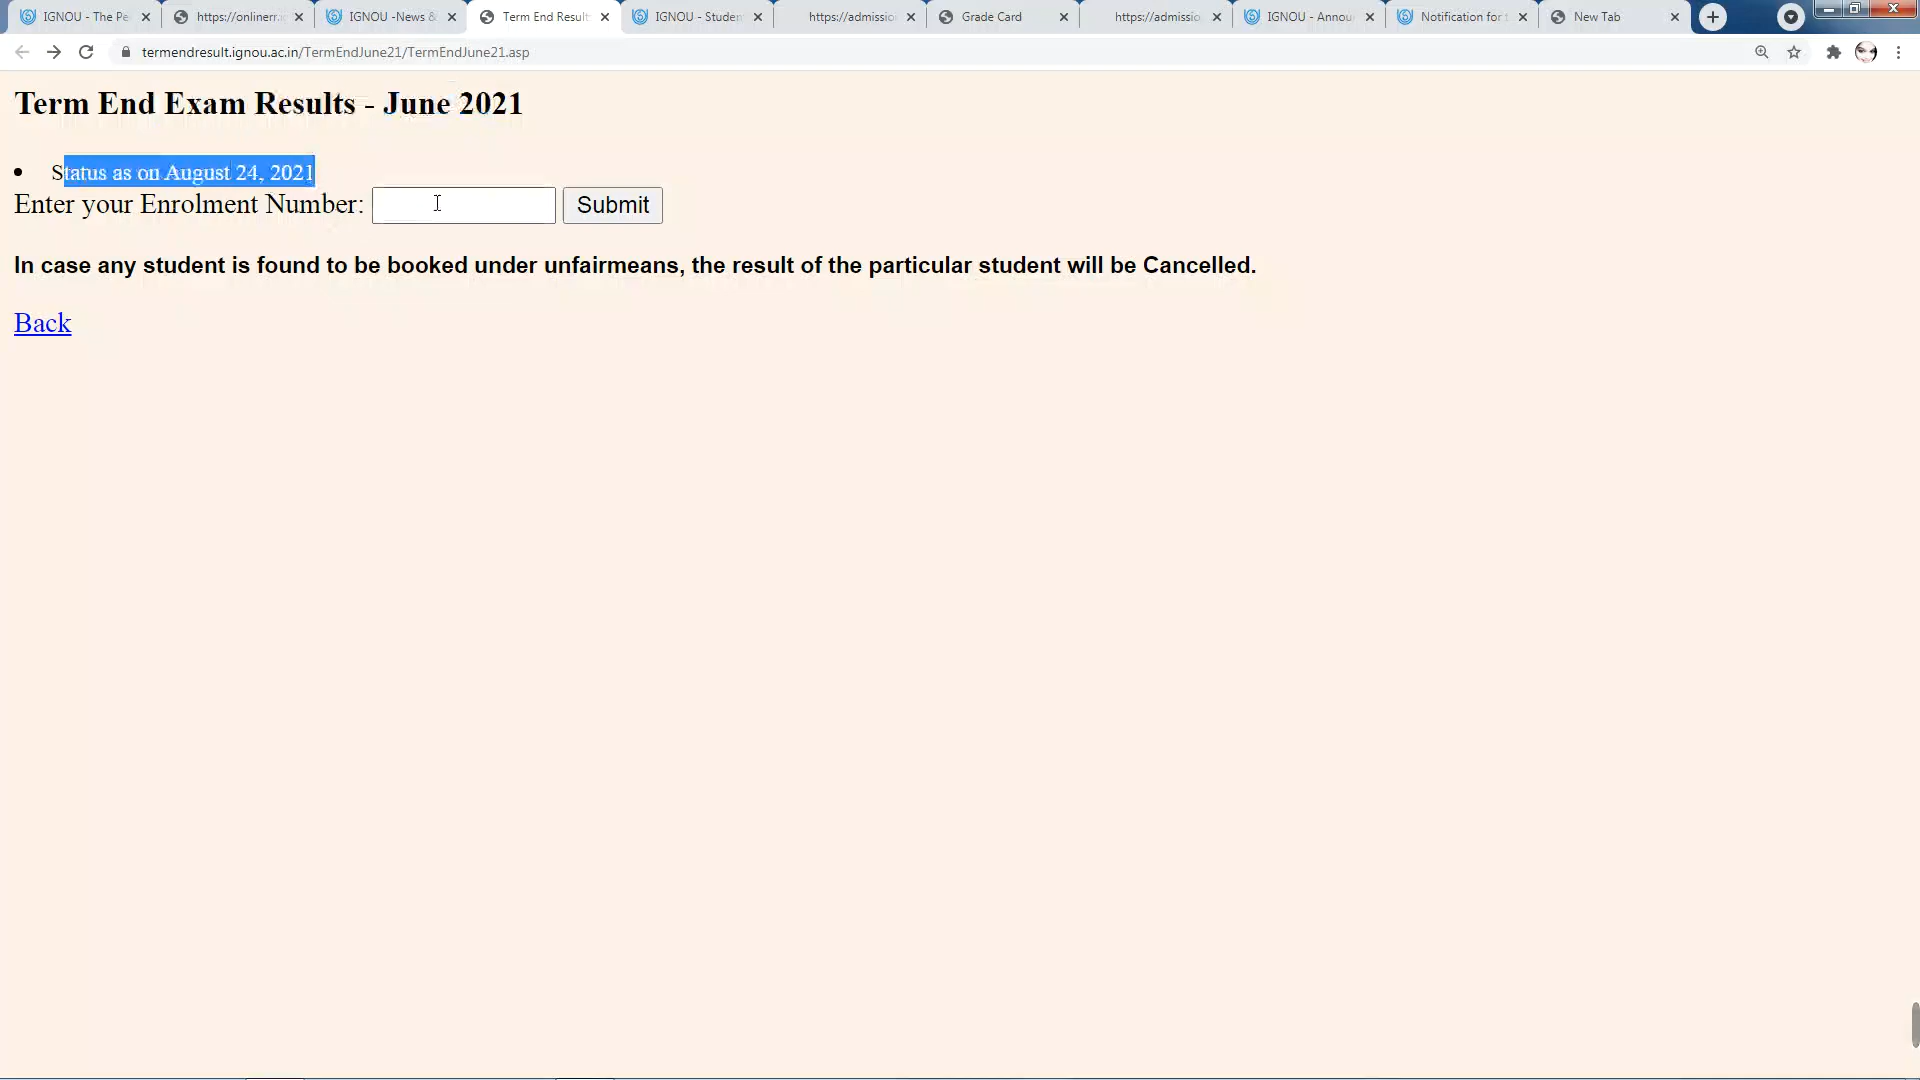 IGNOU - The Pe
https://onlinerr.i
IGNOU -News &
Term End Result
IGNOU - Studen
https://admissio
Grade Card
https://admissio
IGNOU - Annou
Notification for t
New Tab
termendresult.ignou.ac.in/TermEndJune21/TermEndJune21.asp
Term End Exam Results - June 2021
• Status as on August 24, 2021
Enter your Enrolment Number: Submit
In case any student is found to be booked under unfairmeans, the result of the particular student will be Cancelled.
Back